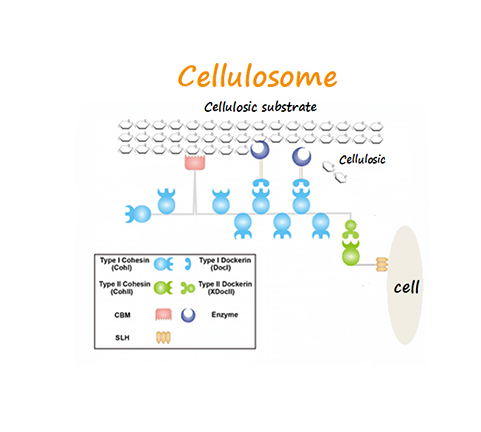 Cellulosome
Cellulosic substrate
Cellulosic
cell
Type I Cohesin
(CohI)
Type I Dockerin
(DocI)
Type II Cohesin
(CohII)
Type II Dockerin
(XDocII)
CBM
Enzyme
SLH